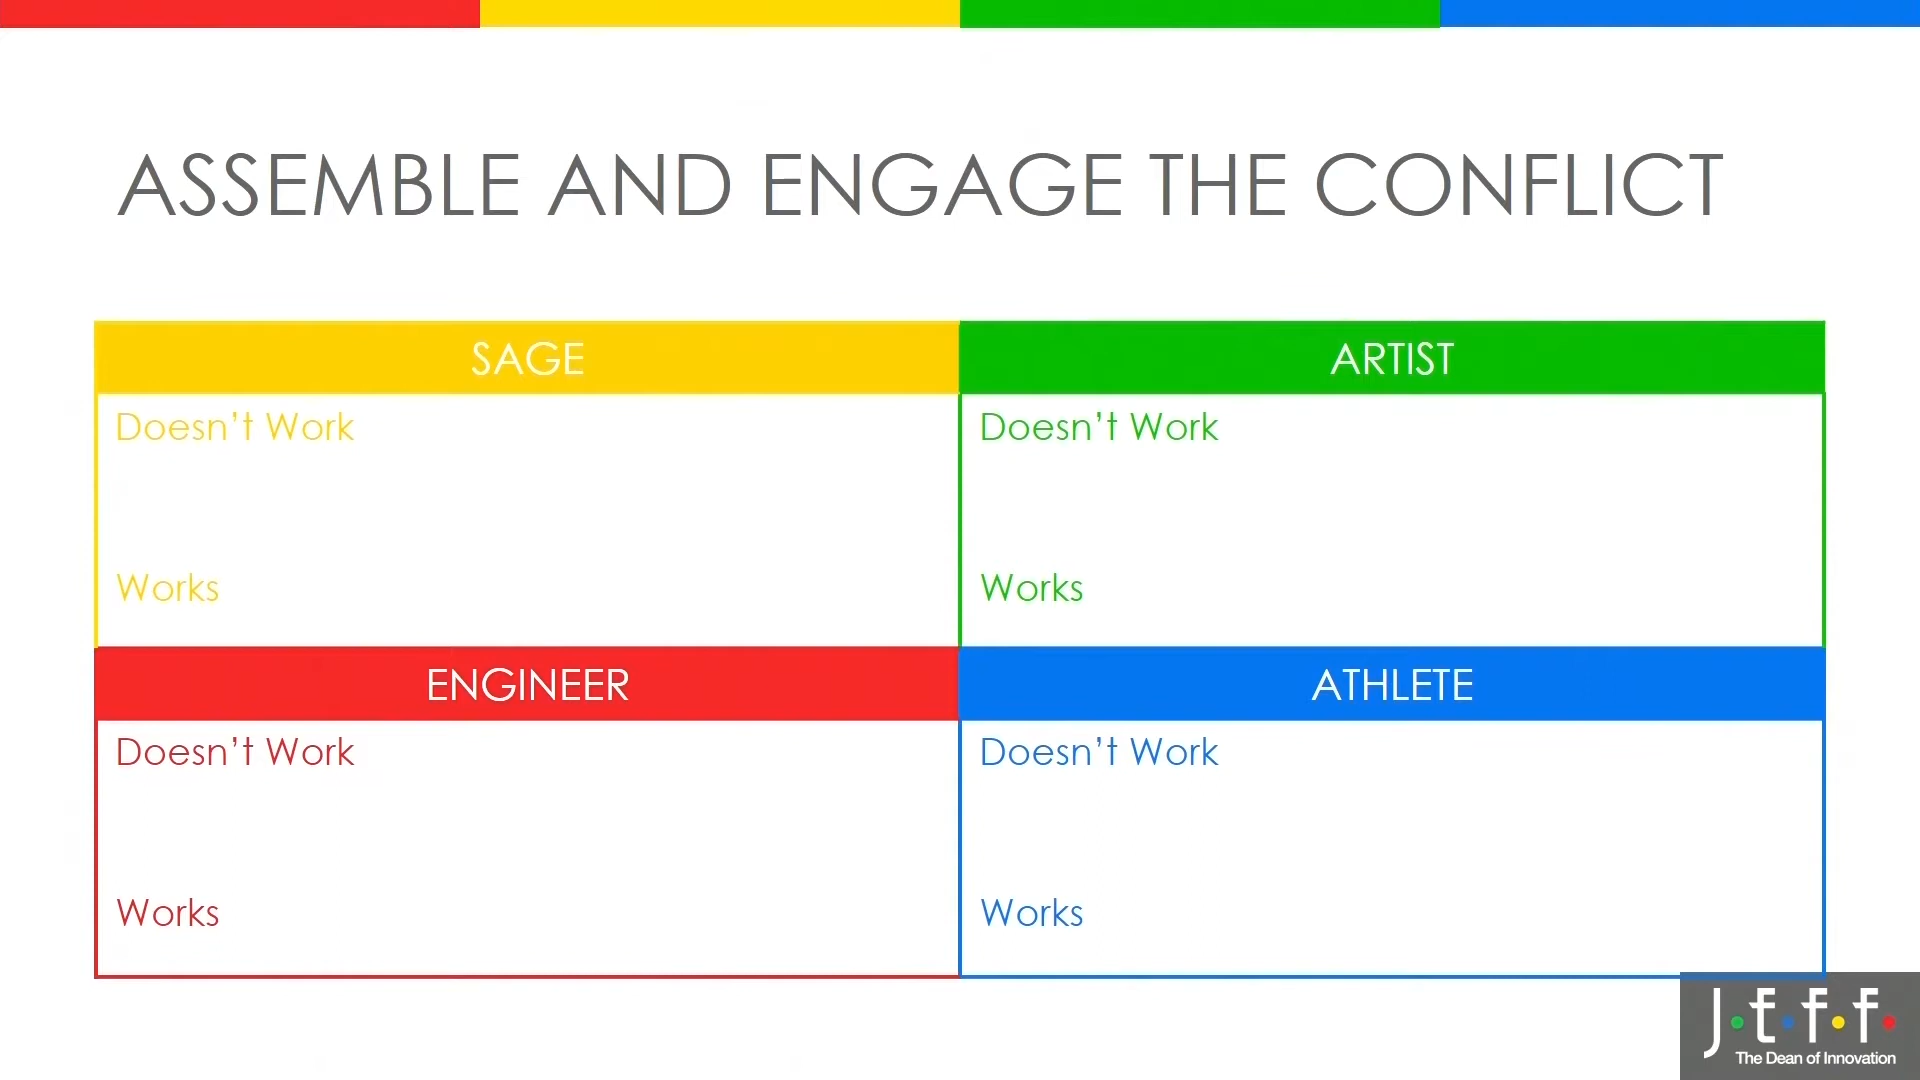 ASSEMBLE AND ENGAGE THE CONFLICT
SAGE
Doesn’t Work
Works
ARTIST
Doesn’t Work
Works
ENGINEER
Doesn’t Work
Works
ATHLETE
Doesn’t Work
Works
Jeff
The Dean of Innovation